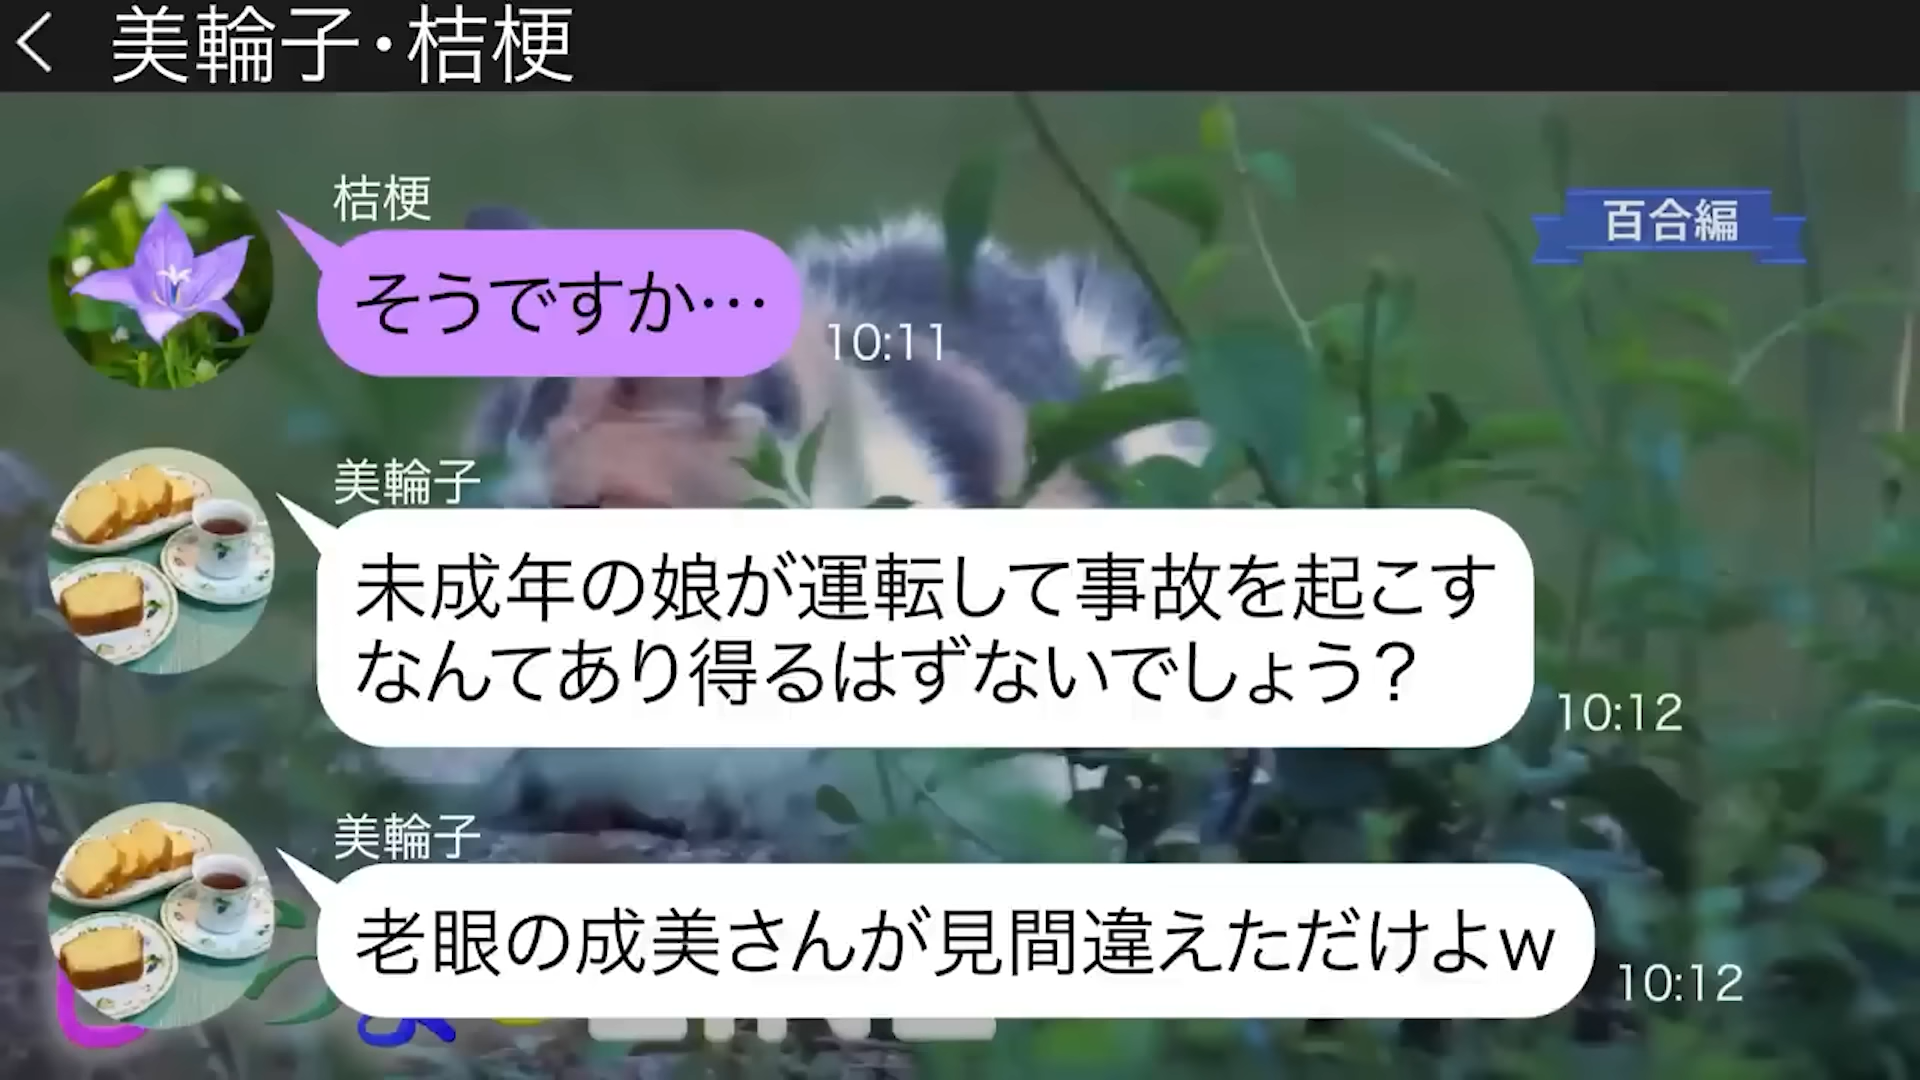 美輪子・桔梗
百合編
桔梗
そうですか…
10:11
美輪子
未成年の娘が運転して事故を起こす
なんてあり得るはずないでしょう？
10:12
美輪子
老眼の成美さんが見間違えただけよw
10:12